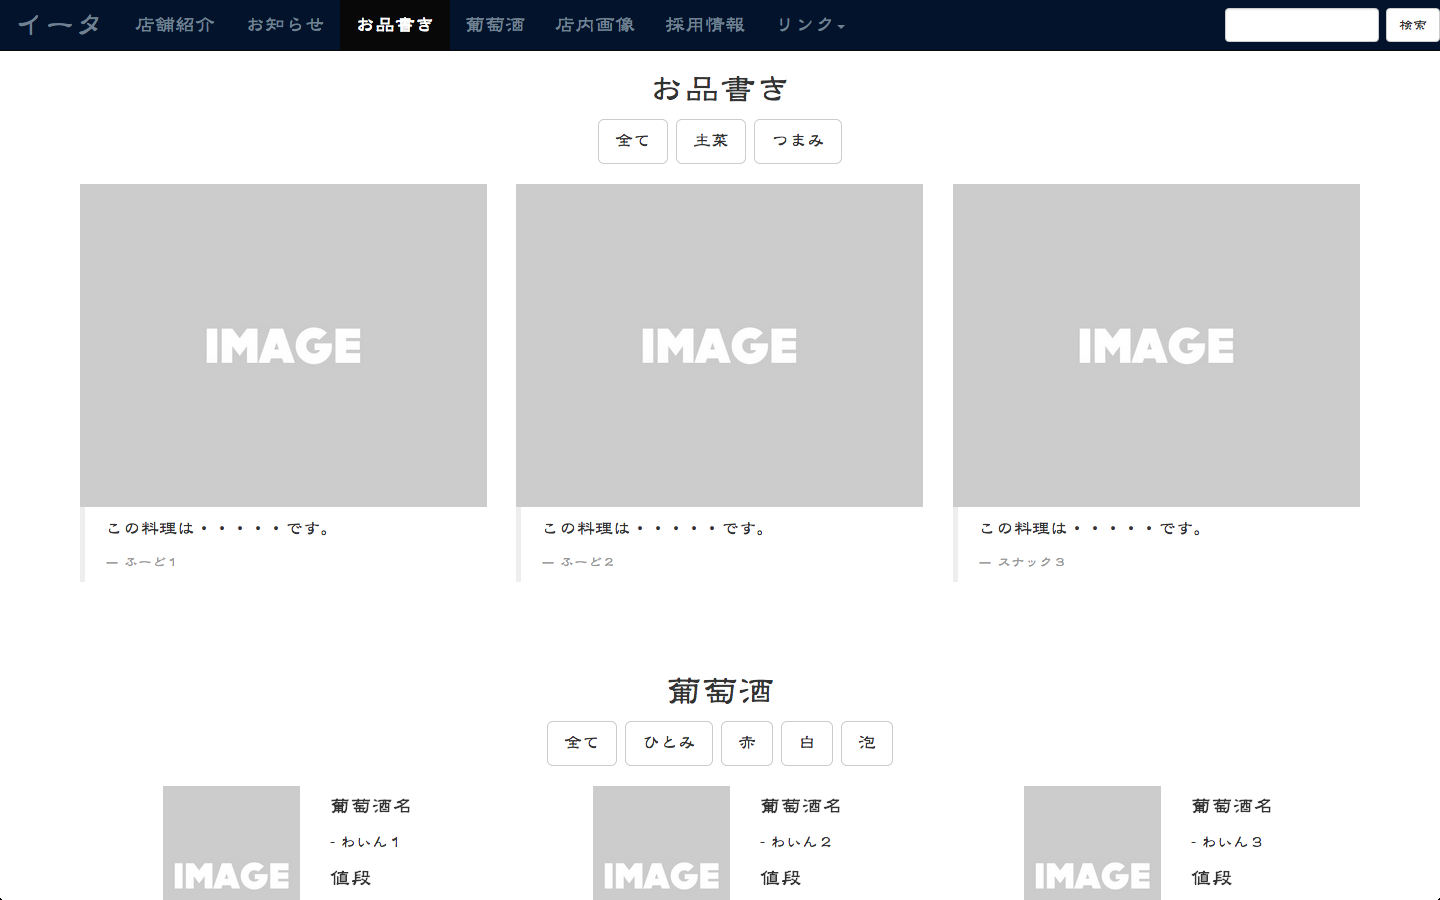 イータ 店舗紹介 お知らせ お品書き 葡萄酒 店内画像 採用情報 リンク 検索
お品書き
全て 主菜 つまみ
IMAGE IMAGE IMAGE
この料理は・・・・・です。 この料理は・・・・・です。 この料理は・・・・・です。
— ふーど１ — ふーど２ — スナック３
葡萄酒
全て ひとみ 赤 白 泡
葡萄酒名 葡萄酒名 葡萄酒名
- わいん１ - わいん２ - わいん３
IMAGE 値段 IMAGE 値段 IMAGE 値段